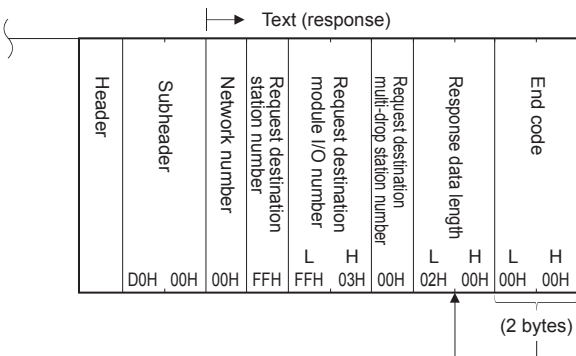 Text (response)
Header
Subheader
Network number
Request destination
station number
Request destination
module I/O number
Request destination
multi-drop station number
Response data length
End code
L H L H L H
D0H 00H 00H FFH FFH 03H 00H 02H 00H 00H 00H
(2 bytes)